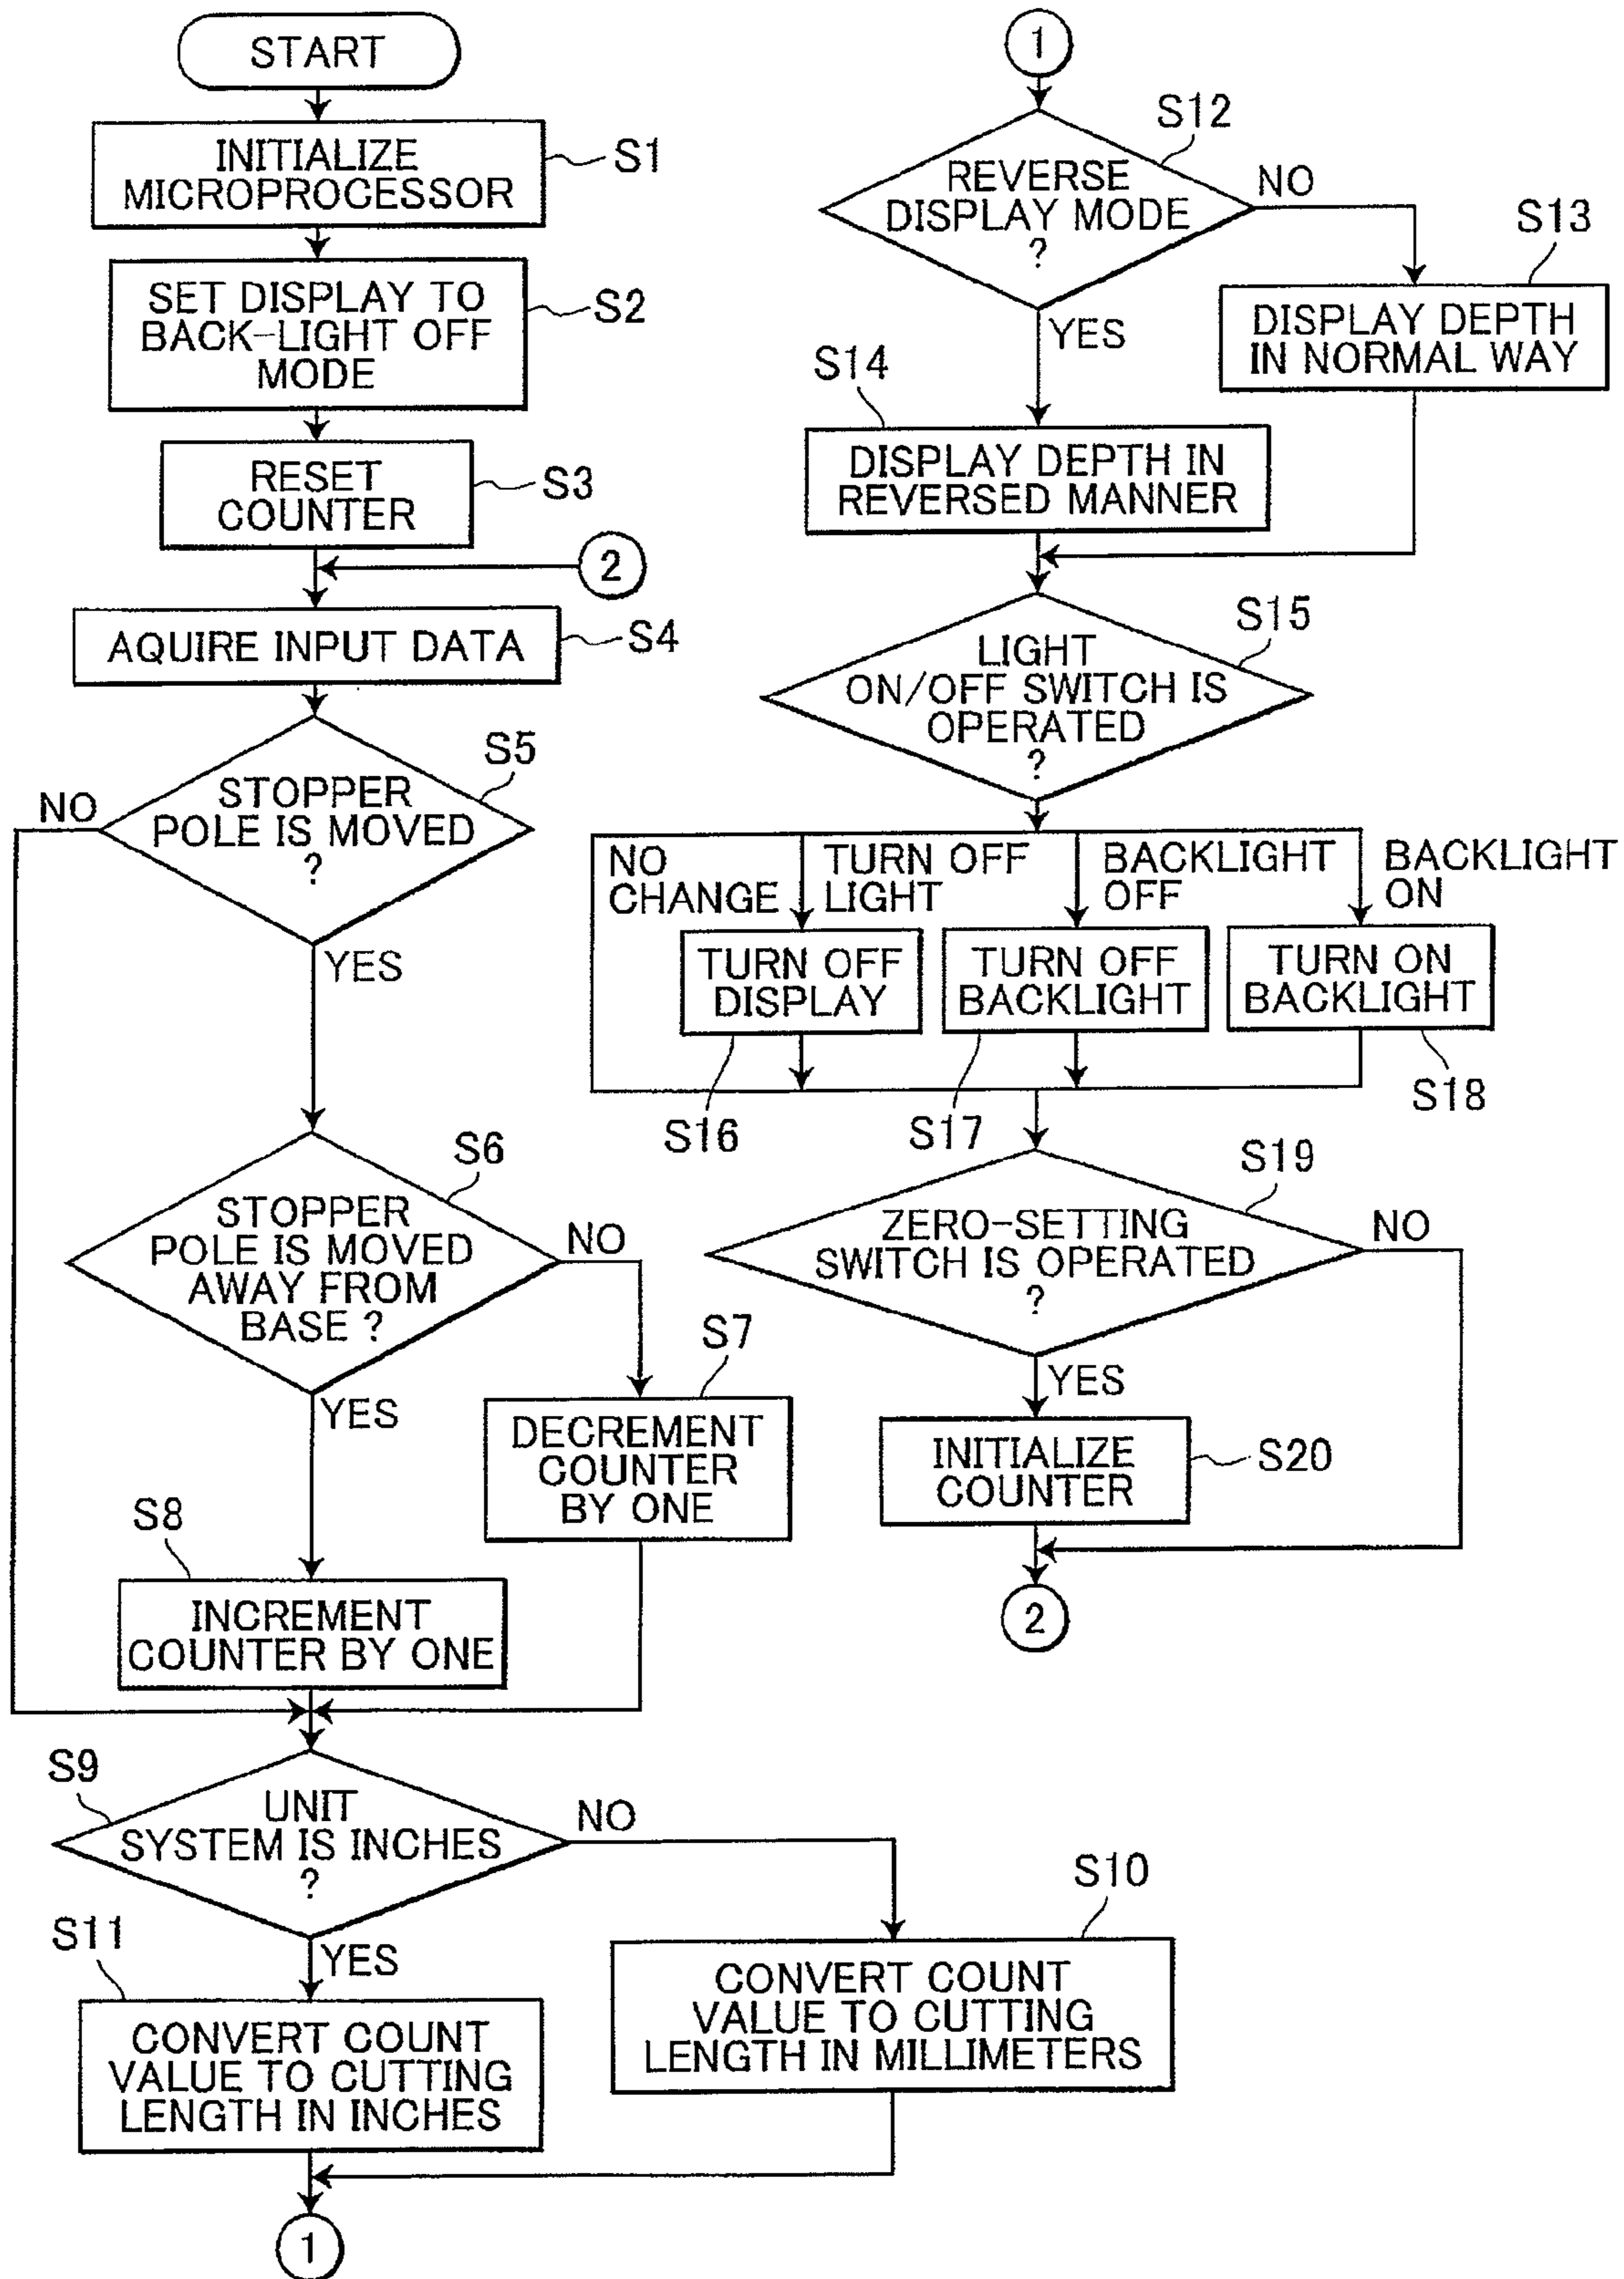 START
INITIALIZE
MICROPROCESSOR
S1
SET DISPLAY TO
BACK-LIGHT OFF
MODE
S2
RESET
COUNTER
S3
2
AQUIRE INPUT DATA
S4
STOPPER
POLE IS MOVED
?
S5
NO
YES
STOPPER
POLE IS MOVED
AWAY FROM
BASE ?
S6
NO
YES
S7
DECREMENT
COUNTER
BY ONE
S8
INCREMENT
COUNTER BY ONE
S9
UNIT
SYSTEM IS INCHES
?
NO
YES
S10
CONVERT COUNT
VALUE TO CUTTING
LENGTH IN MILLIMETERS
S11
CONVERT COUNT
VALUE TO CUTTING
LENGTH IN INCHES
1
1
S12
REVERSE
DISPLAY MODE
?
NO
YES
S13
DISPLAY DEPTH
IN NORMAL WAY
S14
DISPLAY DEPTH IN
REVERSED MANNER
S15
LIGHT
ON/OFF SWITCH IS
OPERATED
?
NO
CHANGE
TURN OFF
LIGHT
BACKLIGHT
OFF
BACKLIGHT
ON
TURN OFF
DISPLAY
TURN OFF
BACKLIGHT
TURN ON
BACKLIGHT
S16
S17
S18
S19
ZERO-SETTING
SWITCH IS OPERATED
?
NO
YES
INITIALIZE
COUNTER
S20
2